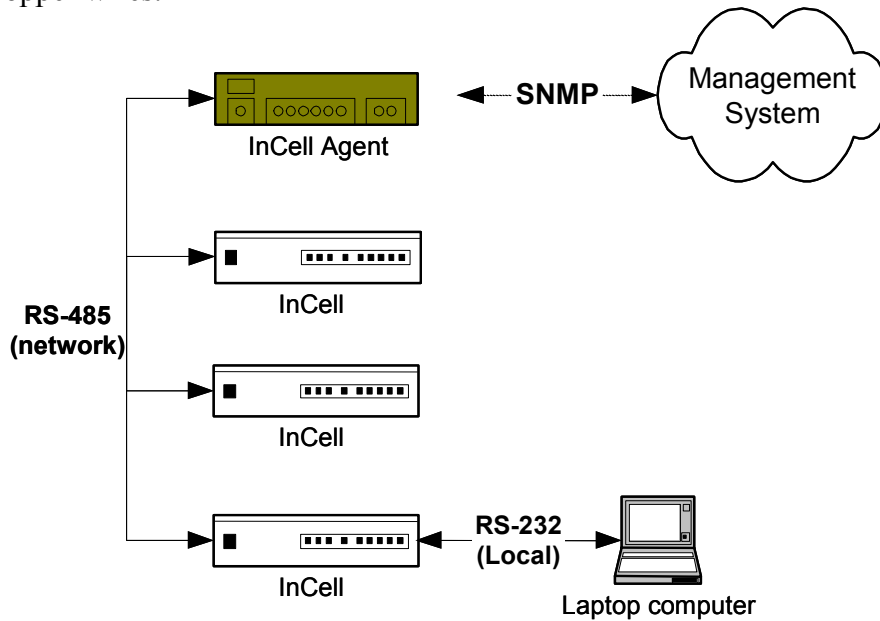 Management
System
SNMP
InCell Agent
InCell
RS-485
(network)
InCell
RS-232
(Local)
InCell
Laptop computer